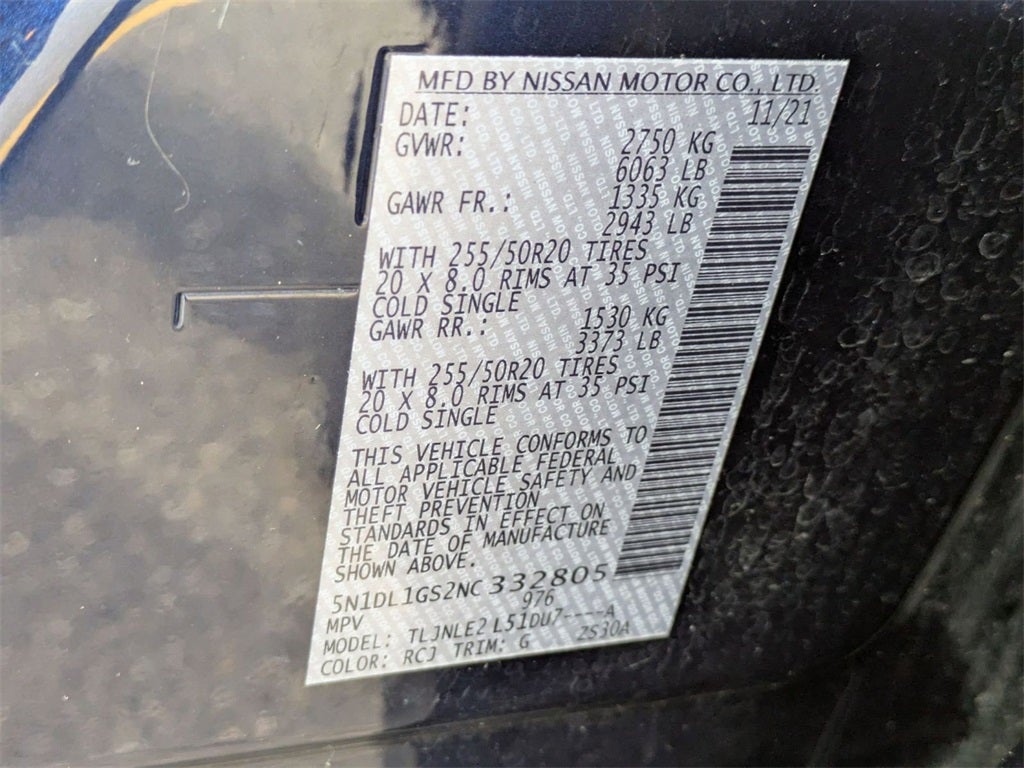 MFD BY NISSAN MOTOR CO., LTD.
DATE: 11/21
GVWR: 2750 KG
6063 LB
GAWR FR.: 1335 KG
2943 LB
WITH 255/50R20 TIRES
20 X 8.0 RIMS AT 35 PSI
COLD SINGLE
GAWR RR.: 1530 KG
3373 LB
WITH 255/50R20 TIRES
20 X 8.0 RIMS AT 35 PSI
COLD SINGLE
THIS VEHICLE CONFORMS TO
ALL APPLICABLE FEDERAL
MOTOR VEHICLE SAFETY AND
THEFT PREVENTION
STANDARDS IN EFFECT ON
THE DATE OF MANUFACTURE
SHOWN ABOVE.
5N1DL1GS2NC332805
MPV 976
MODEL: TLJNLE2 L51DU7----A
COLOR: RCJ TRIM: G ZS30A